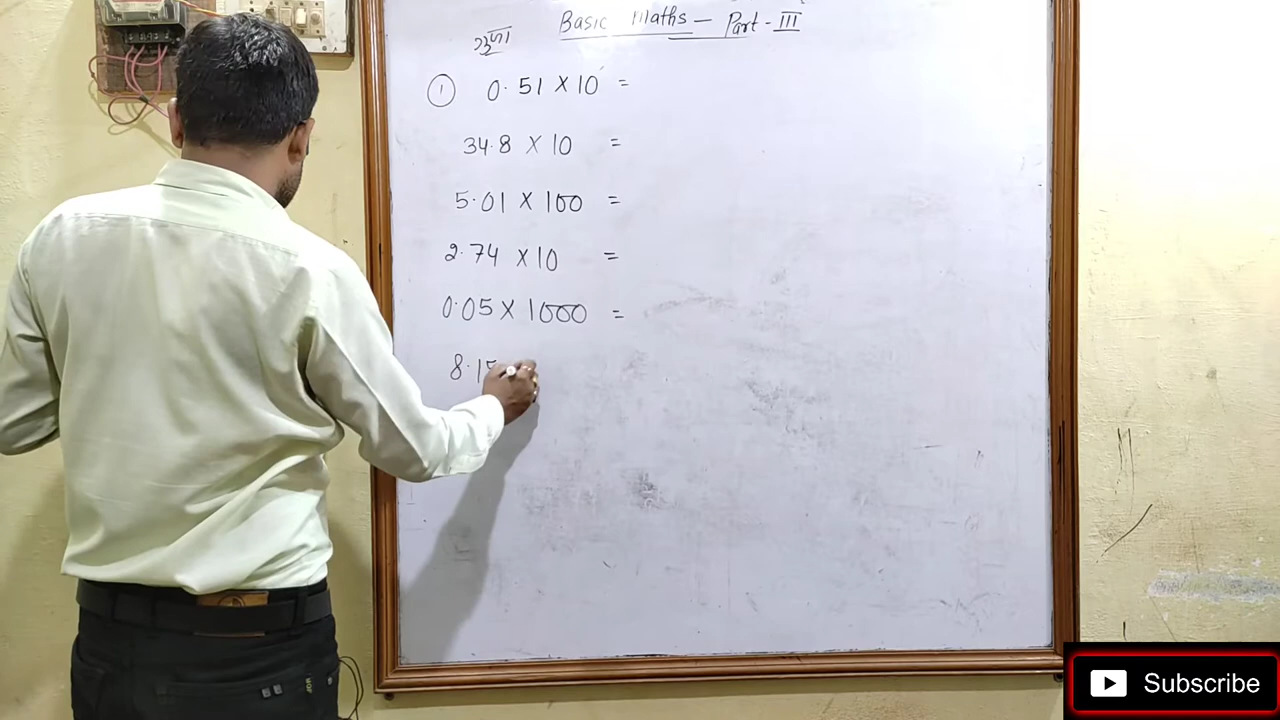 Basic Maths – Part - III
गुणा
① 0.51 × 10 =
34.8 × 10 =
5.01 × 100 =
2.74 × 10 =
0.05 × 1000 =
8.15
Subscribe